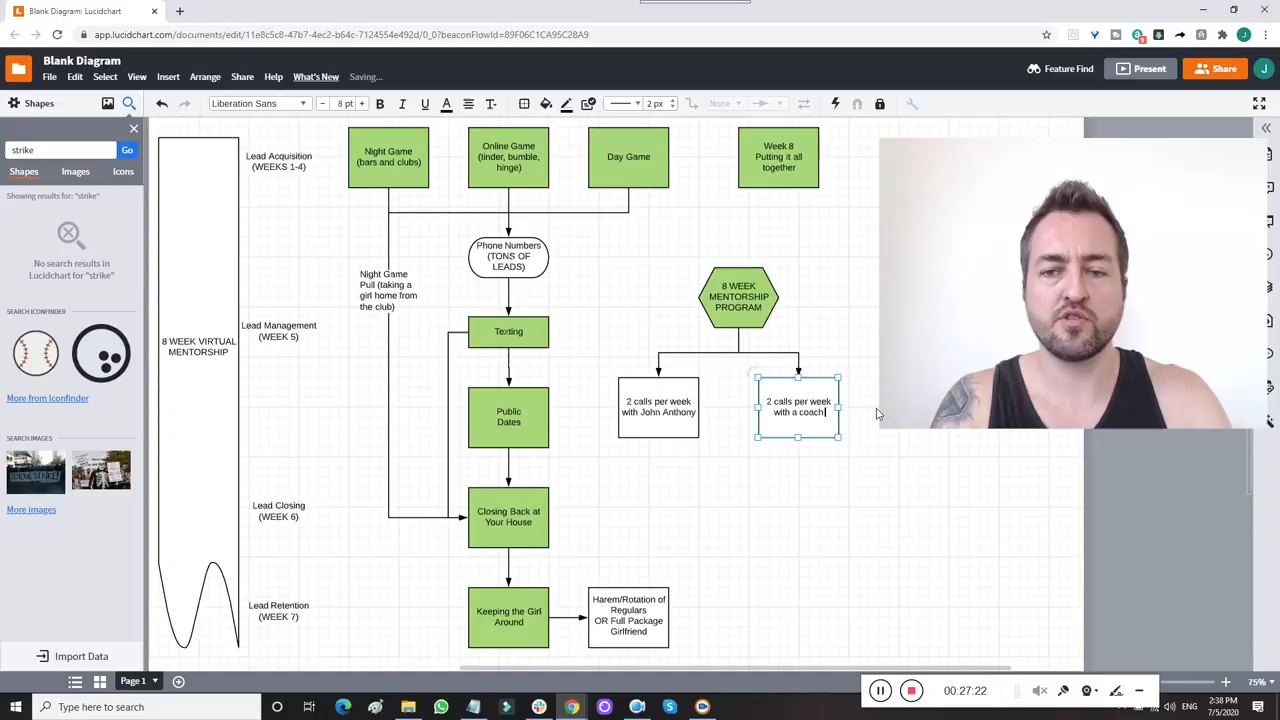 Blank Diagram: Lucidchart
app.lucidchart.com/documents/edit/11e8c5c8-47b7-4ec2-b64c-7124554e492d/0_0?beaconFlowId=89F06C1CA95C28A9
J
Blank Diagram
File Edit Select View Insert Arrange Share Help What's New Saving...
Feature Find
Present
Share
J
Shapes
Liberation Sans
8 pt
B I U A T
2 px
None
strike
Go
Shapes Images Icons
Showing results for: "strike"
No search results in
Lucidchart for "strike"
SEARCH ICONFINDER
More from Iconfinder
SEARCH IMAGES
More images
Import Data
8 WEEK VIRTUAL
MENTORSHIP
Lead Acquisition
(WEEKS 1-4)
Night Game
(bars and clubs)
Online Game
(tinder, bumble,
hinge)
Day Game
Week 8
Putting it all
together
Phone Numbers
(TONS OF
LEADS)
Night Game
Pull (taking a
girl home from
the club)
8 WEEK
MENTORSHIP
PROGRAM
Lead Management
(WEEK 5)
Texting
2 calls per week
with John Anthony
2 calls per week
with a coach
Public
Dates
Lead Closing
(WEEK 6)
Closing Back at
Your House
Lead Retention
(WEEK 7)
Keeping the Girl
Around
Harem/Rotation of
Regulars
OR Full Package
Girlfriend
Page 1
75%
00:27:22
Type here to search
ENG
2:38 PM
7/5/2020